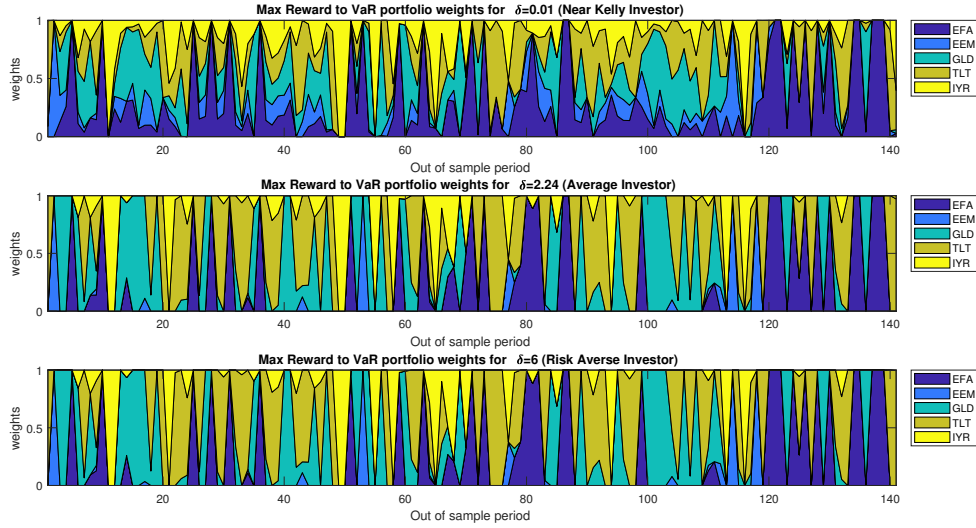 Max Reward to VaR portfolio weights for δ=0.01 (Near Kelly Investor)
1
0.5
0
weights
20 40 60 80 100 120 140
Out of sample period
EFA
EEM
GLD
TLT
IYR
Max Reward to VaR portfolio weights for δ=2.24 (Average Investor)
1
0.5
0
weights
20 40 60 80 100 120 140
Out of sample period
EFA
EEM
GLD
TLT
IYR
Max Reward to VaR portfolio weights for δ=6 (Risk Averse Investor)
1
0.5
0
weights
20 40 60 80 100 120 140
Out of sample period
EFA
EEM
GLD
TLT
IYR